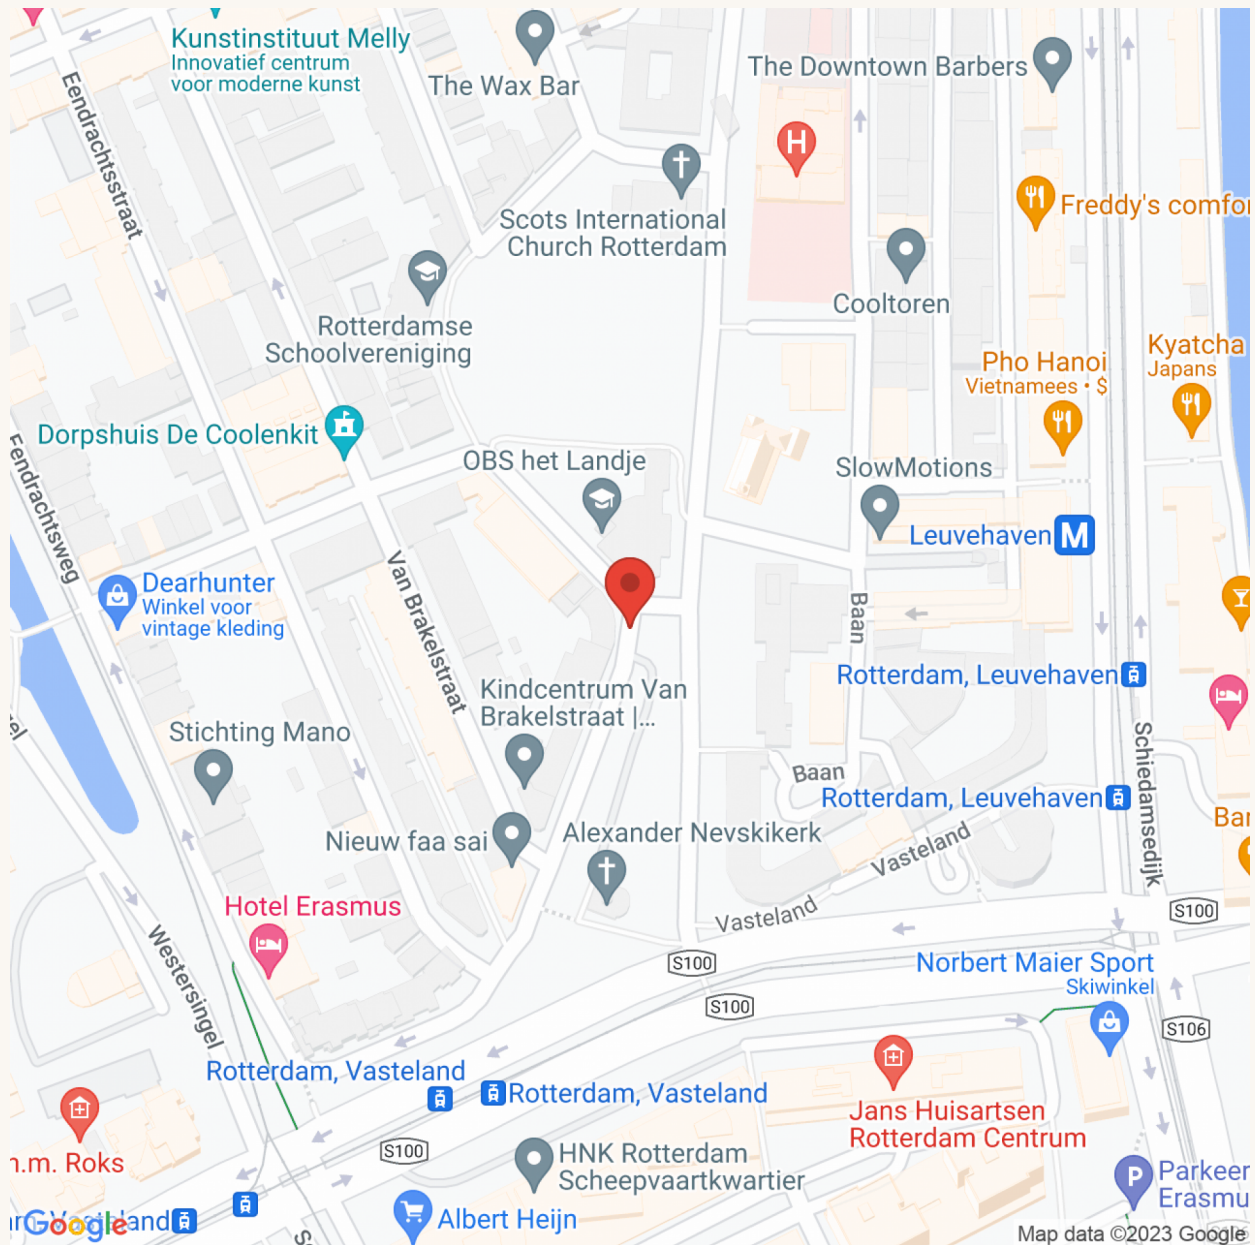 Kunstinstituut Melly
Innovatief centrum
voor moderne kunst
The Wax Bar
The Downtown Barbers
H
Eendrachtsstraat
Scots International
Church Rotterdam
Freddy's comfor
Cooltoren
Rotterdamse
Schoolvereniging
Pho Hanoi
Vietnamees • $
Kyatcha
Japans
Dorpshuis De Coolenkit
OBS het Landje
SlowMotions
Eendrachtsweg
Leuvehaven M
Dearhunter
Winkel voor
vintage kleding
Van Brakelstraat
Baan
Rotterdam, Leuvehaven
Kindcentrum Van
Brakelstraat |...
Stichting Mano
Schiedamsedijk
Baan
Rotterdam, Leuvehaven
Nieuw faa sai
Alexander Nevskikerk
Vasteland
Hotel Erasmus
Vasteland
S100
Westersingel
S100
Norbert Maier Sport
Skiwinkel
S100
S106
Rotterdam, Vasteland
Rotterdam, Vasteland
Jans Huisartsen
Rotterdam Centrum
n.m. Roks
S100
HNK Rotterdam
Scheepvaartkwartier
P
Parkeer
Erasmu
Albert Heijn
Google
Map data ©2023 Google